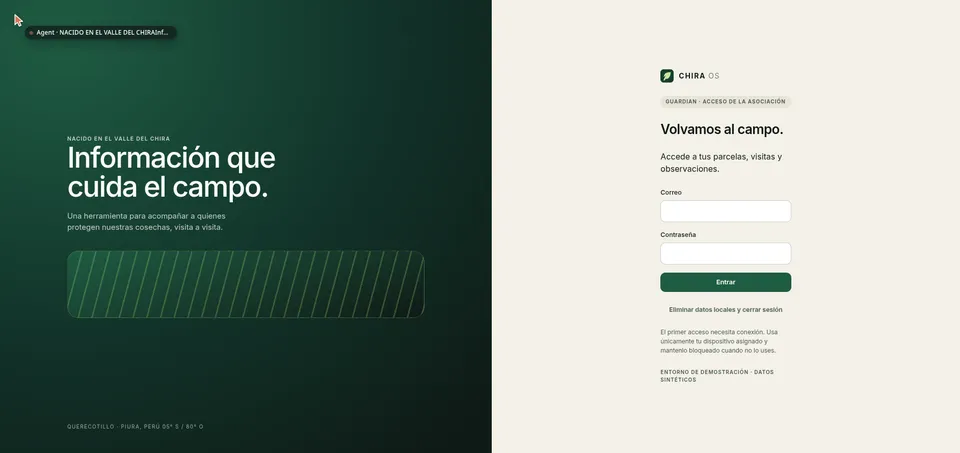 Agent · NACIDO EN EL VALLE DEL CHIRAInf...
NACIDO EN EL VALLE DEL CHIRA
Información que
cuida el campo.
Una herramienta para acompañar a quienes
protegen nuestras cosechas, visita a visita.
QUERECOTILLO · PIURA, PERÚ 05° S / 80° O
CHIRA OS
GUARDIAN · ACCESO DE LA ASOCIACIÓN
Volvamos al campo.
Accede a tus parcelas, visitas y
observaciones.
Correo
Contraseña
Entrar
Eliminar datos locales y cerrar sesión
El primer acceso necesita conexión. Usa
únicamente tu dispositivo asignado y
mantenlo bloqueado cuando no lo uses.
ENTORNO DE DEMOSTRACIÓN · DATOS
SINTÉTICOS